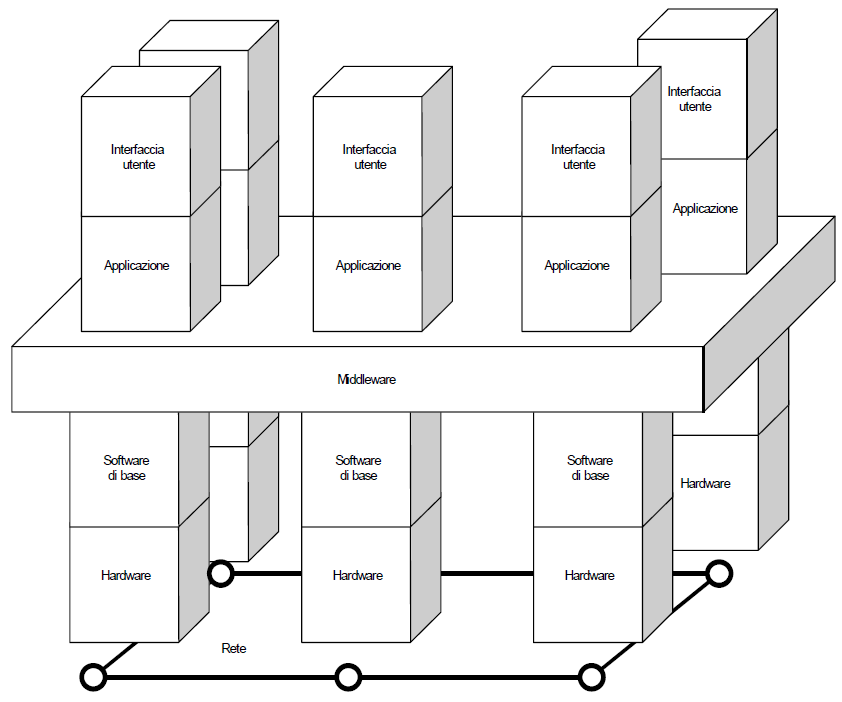 Interfaccia
utente
Interfaccia
utente
Interfaccia
utente
Interfaccia
utente
Applicazione
Applicazione
Applicazione
Applicazione
Middleware
Software
di base
Software
di base
Software
di base
Hardware
Hardware
Hardware
Hardware
Rete